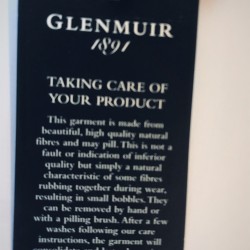 GLENMUIR
1891
TAKING CARE OF
YOUR PRODUCT
This garment is made from
beautiful, high quality natural
fibres and may pill. This is not a
fault or indication of inferior
quality but simply a natural
characteristic of some fibres
rubbing together during wear,
resulting in small bobbles. They
can be removed by hand or
with a pilling brush. After a few
washes following our care
instructions, the garment will